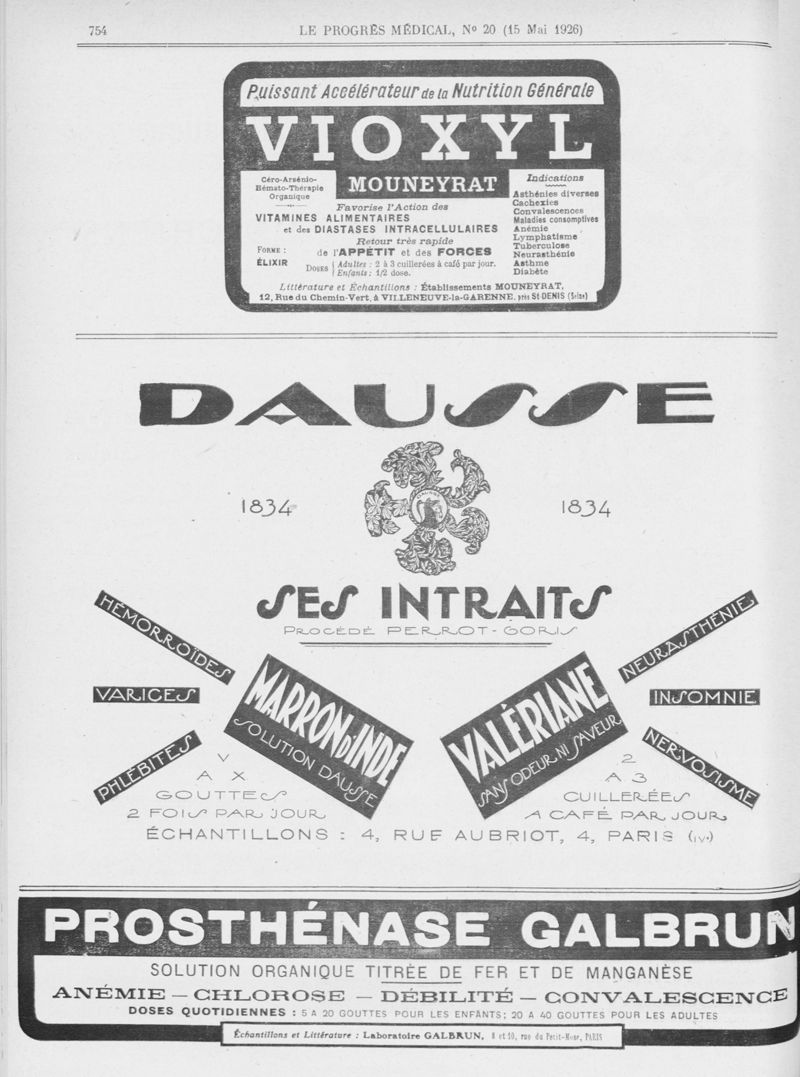 754
LE PROGRÈS MÉDICAL, No 20 (15 Mai 1926)
Puissant Accélérateur de la Nutrition Générale
VIOXYL
MOUNEYRAT
Céro-Arsénio-
Hémato-Thérapie
Organique
Favorise l'Action des
VITAMINES ALIMENTAIRES
et des DIASTASES INTRACELLULAIRES
Retour très rapide
de l'APPÉTIT et des FORCES
FORME :
ÉLIXIR
DOSES
Adultes : 2 à 3 cuillerées à café par jour.
Enfants : 1/2 dose.
Indications
Asthénies diverses
Cachexies
Convalescences
Maladies consomptives
Anémie
Lymphatisme
Tuberculose
Neurasthénie
Asthme
Diabète
Littérature et Échantillons : Établissements MOUNEYRAT,
12, Rue du Chemin-Vert, à VILLENEUVE-la-GARENNE, près St-DENIS (Seine)
DAUSSE
1834
1834
SES INTRAITS
PROCÉDÉ PERROT-GORIS
HÉMORROÏDES
VARICES
PHLÉBITES
MARRON D'INDE
SOLUTION DAUSSE
V
A X
GOUTTES
2 FOIS PAR JOUR
VALÉRIANE
SANS ODEUR NI SAVEUR
NEURASTHÉNIE
INSOMNIE
NERVOSISME
2
A 3
CUILLERÉES
A CAFÉ PAR JOUR
ÉCHANTILLONS : 4, RUE AUBRIOT, 4, PARIS (IVe)
PROSTHÉNASE GALBRUN
SOLUTION ORGANIQUE TITRÉE DE FER ET DE MANGANÈSE
ANÉMIE — CHLOROSE — DÉBILITÉ — CONVALESCENCE
DOSES QUOTIDIENNES : 5 A 20 GOUTTES POUR LES ENFANTS; 20 A 40 GOUTTES POUR LES ADULTES
Échantillons et Littérature : Laboratoire GALBRUN, 8 et 10, rue du Petit-Musc, PARIS